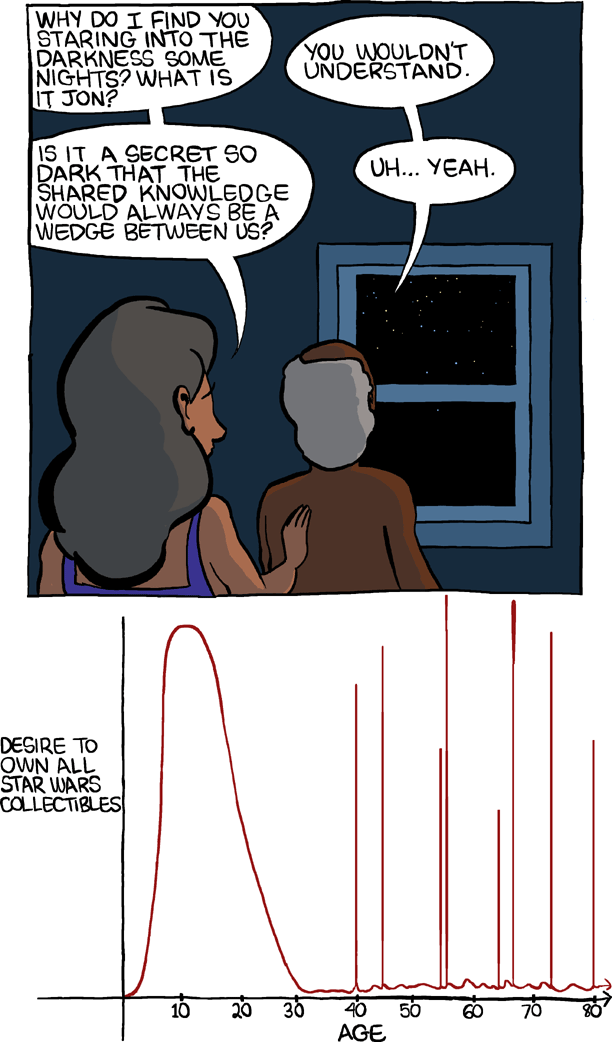 WHY DO I FIND YOU
STARING INTO THE
DARKNESS SOME
NIGHTS? WHAT IS
IT, JON?
YOU WOULDN'T
UNDERSTAND.
IS IT A SECRET SO
DARK THAT THE
SHARED KNOWLEDGE
WOULD ALWAYS BE A
WEDGE BETWEEN US?
UH... YEAH.
DESIRE TO
OWN ALL
STAR WARS
COLLECTIBLES
10 20 30 40 50 60 70 80
AGE